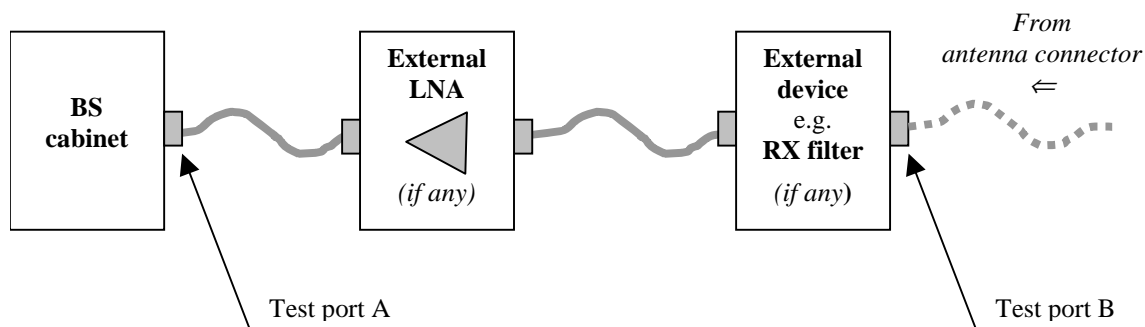 BS
cabinet
External
LNA
(if any)
External
device
e.g.
RX filter
(if any)
From
antenna connector
⇐
Test port A
Test port B